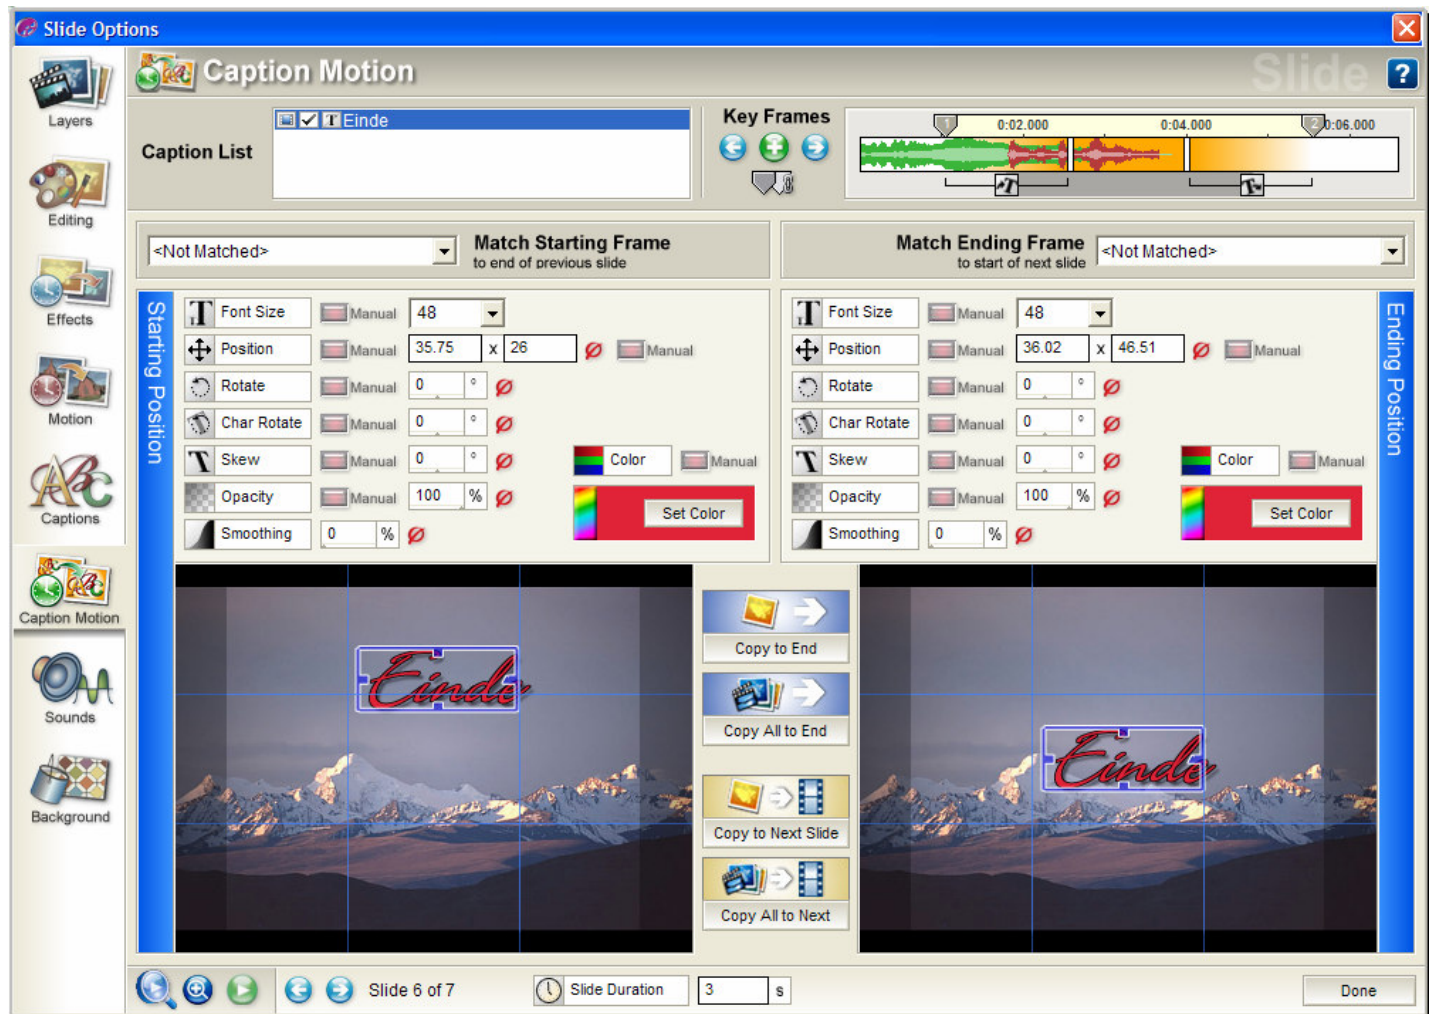 Slide Options
Caption Motion
Slide
?
Layers
Editing
Effects
Motion
Captions
Caption Motion
Sounds
Background
Caption List
T Einde
Key Frames
1 0:02.000 0:04.000 2 0:06.000
<Not Matched>
Match Starting Frame
to end of previous slide
Match Ending Frame
to start of next slide
<Not Matched>
Starting Position
Font Size Manual 48
Position Manual 35.75 x 26 Manual
Rotate Manual 0 °
Char Rotate Manual 0 °
Skew Manual 0 ° Color Manual
Opacity Manual 100 % Set Color
Smoothing 0 %
Font Size Manual 48
Position Manual 36.02 x 46.51 Manual
Rotate Manual 0 °
Char Rotate Manual 0 °
Skew Manual 0 ° Color Manual
Opacity Manual 100 % Set Color
Smoothing 0 %
Ending Position
Einde
Copy to End
Copy All to End
Copy to Next Slide
Copy All to Next
Einde
Slide 6 of 7
Slide Duration 3 s
Done